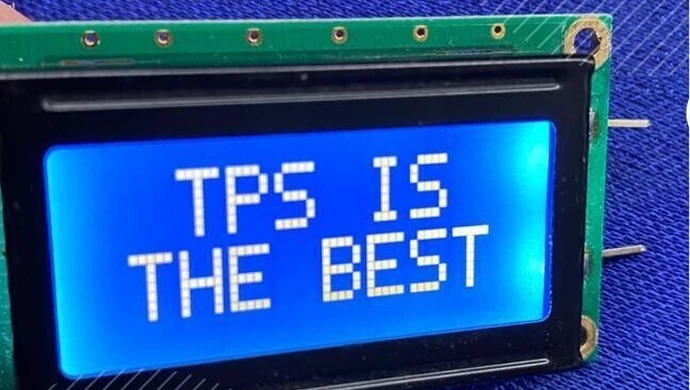 TPS IS
THE BEST